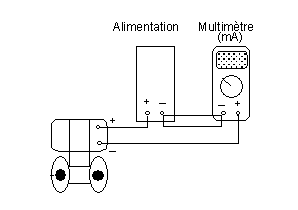 Alimentation Multimètre
(mA)
+ − − +
+
−